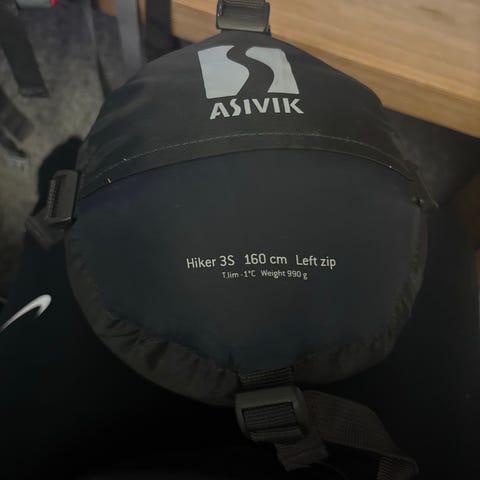 ASIVIK
Hiker 3S 160 cm Left zip
T.lim -1°C Weight 990 g